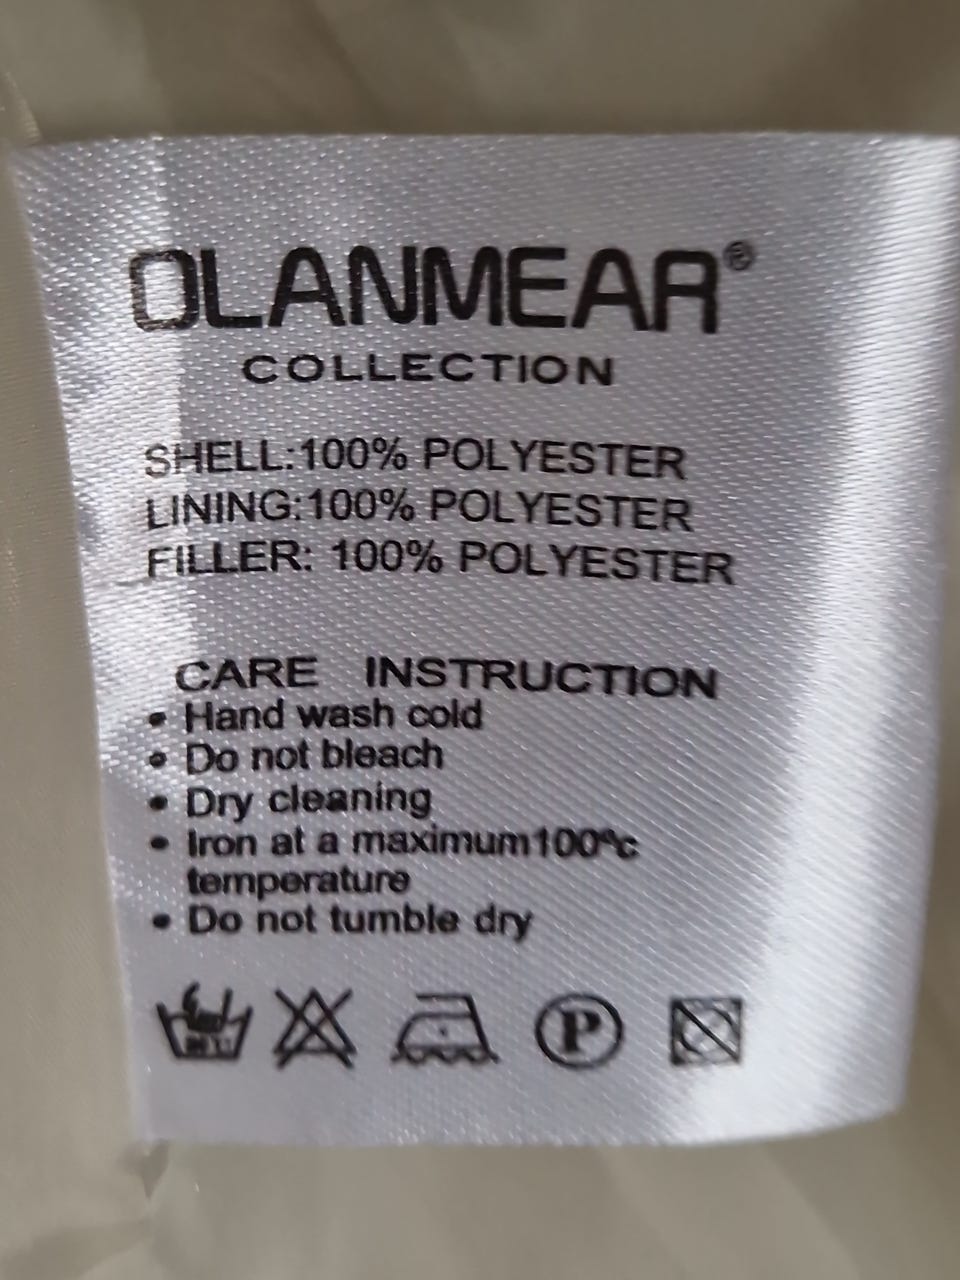 OLANMEAR®
COLLECTION
SHELL:100% POLYESTER
LINING:100% POLYESTER
FILLER: 100% POLYESTER
CARE INSTRUCTION
• Hand wash cold
• Do not bleach
• Dry cleaning
• Iron at a maximum100ºc
temperature
• Do not tumble dry
P